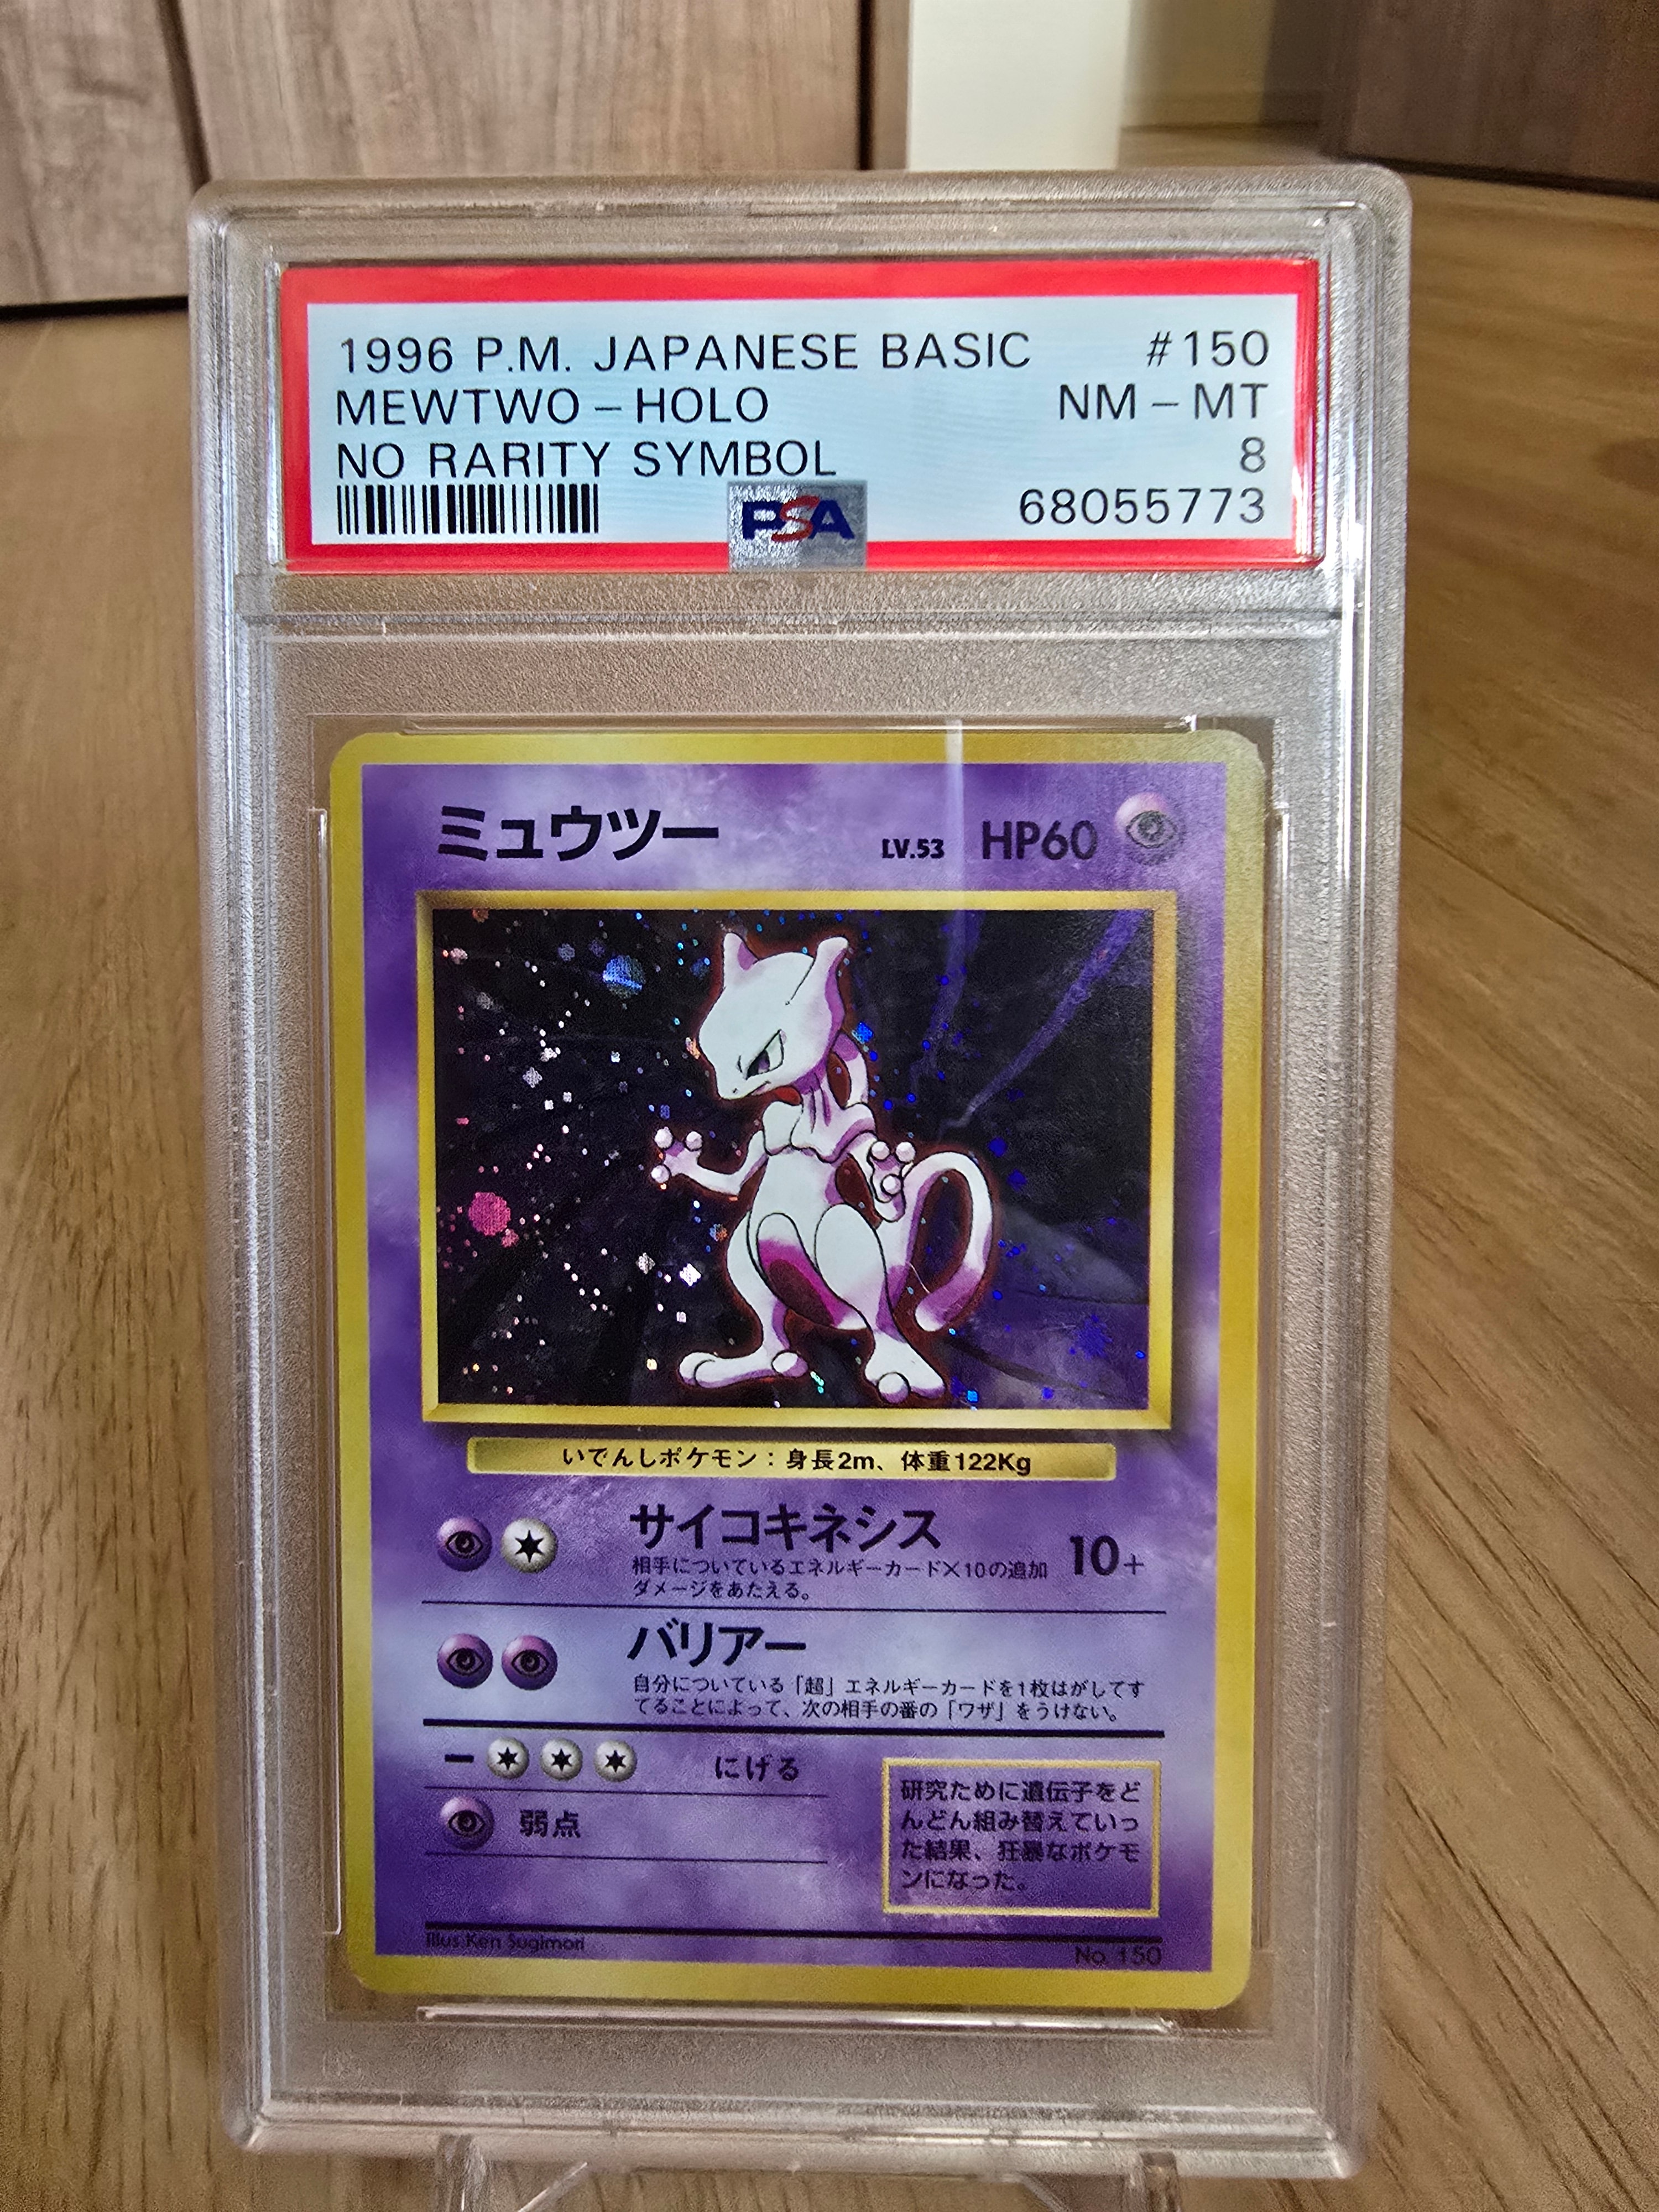 1996 P.M. JAPANESE BASIC #150
MEWTWO-HOLO NM-MT
NO RARITY SYMBOL 8
PSA 68055773
ミュウツー LV.53 HP60
いでんしポケモン：身長2m、体重122Kg
サイコキネシス 10+
相手についているエネルギーカード×10の追加
ダメージをあたえる。
バリアー
自分についている「超」エネルギーカードを1枚はがしてす
てることによって、次の相手の番の「ワザ」をうけない。
ー にげる
弱点
研究ために遺伝子をど
んどん組み替えていっ
た結果、狂暴なポケモ
ンになった。
Illus.Ken Sugimori No. 150